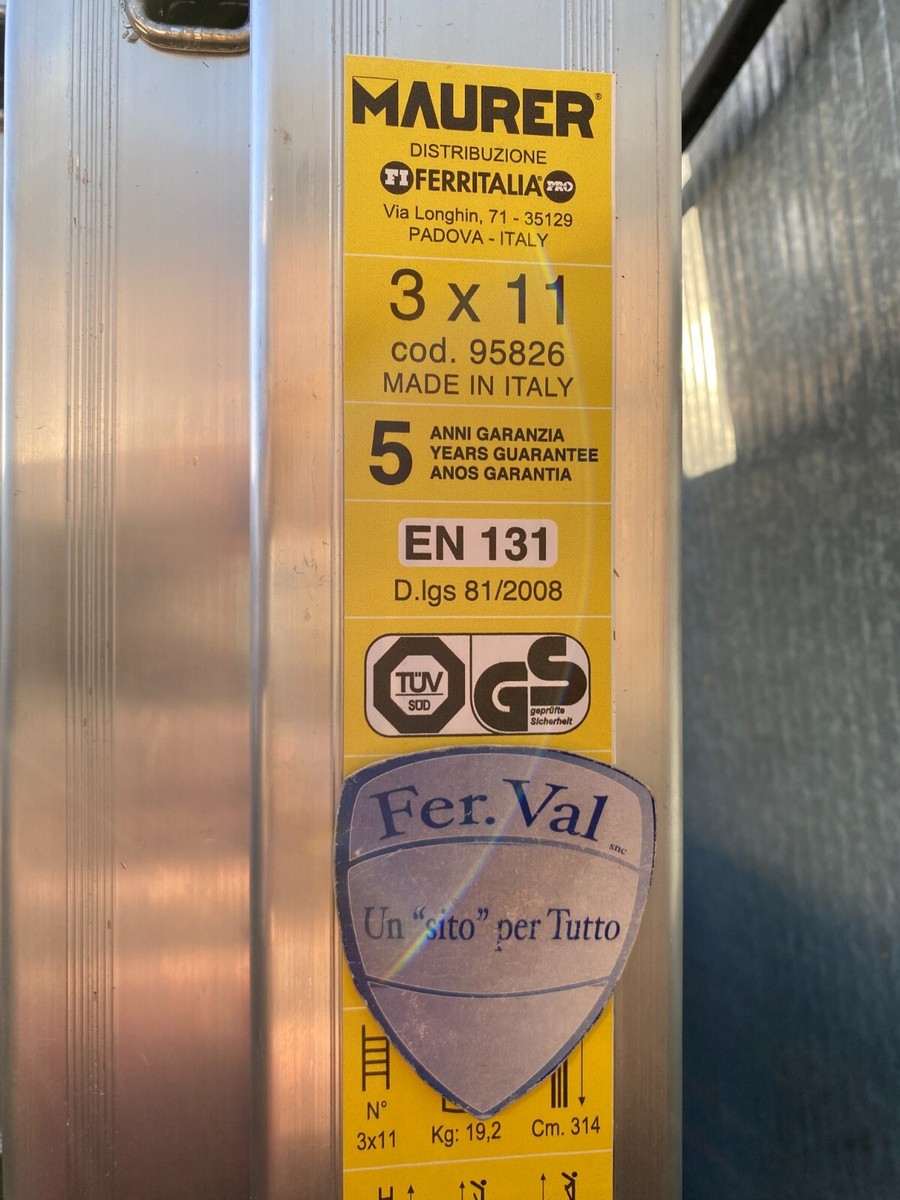 MAURER®
DISTRIBUZIONE
FI FERRITALIA® PRO
Via Longhin, 71 - 35129
PADOVA - ITALY
3 x 11
cod. 95826
MADE IN ITALY
5 ANNI GARANZIA
YEARS GUARANTEE
ANOS GARANTIA
EN 131
D.lgs 81/2008
TÜV
SÜD
GS
geprüfte
Sicherheit
Fer.Val
snc
Un “sito” per Tutto
N°
3x11
Kg: 19,2
Cm. 314
H